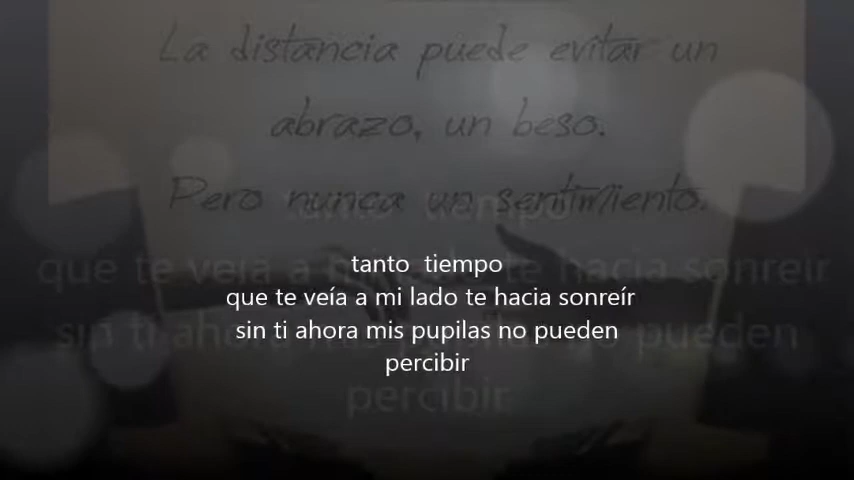 La distancia puede evitar un
abrazo, un beso.
Pero nunca un sentimiento.
tanto tiempo
que te veía a mi lado te hacia sonreír
sin ti ahora mis pupilas no pueden
percibir